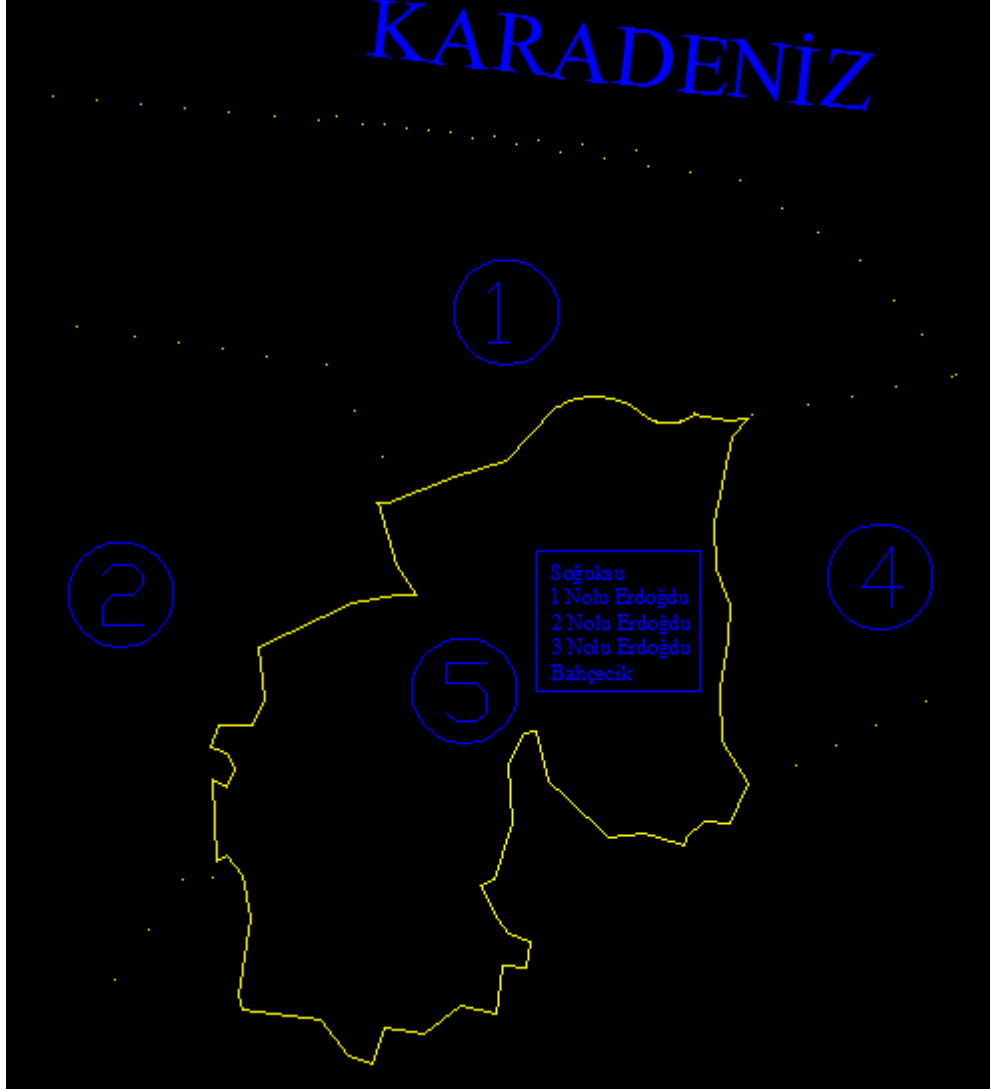 KARADENİZ
1
2
4
Soğuksu
1 Nolu Erdoğdu
2 Nolu Erdoğdu
3 Nolu Erdoğdu
Bahçecik
5